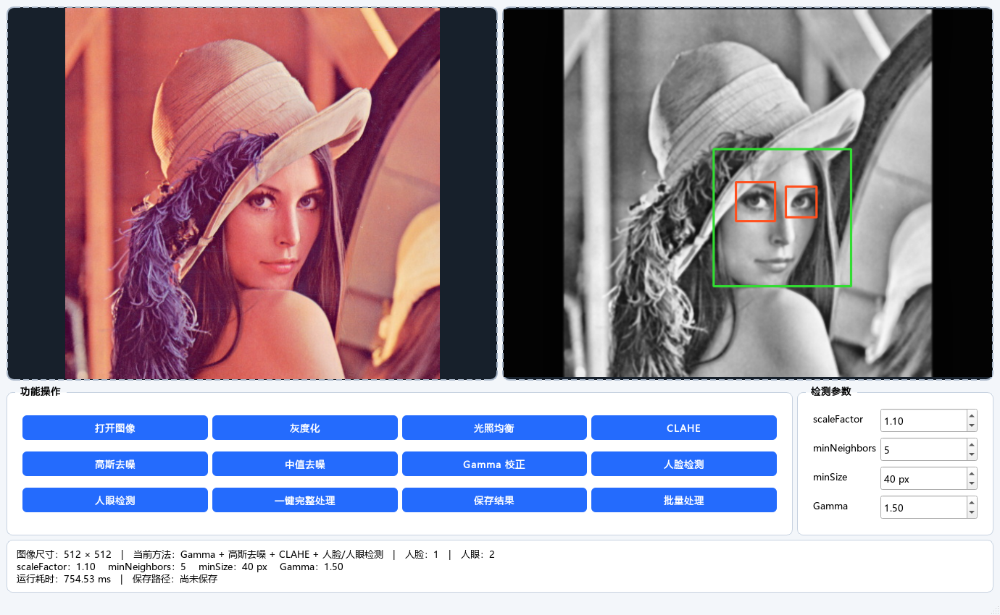 功能操作
打开图像
灰度化
光照均衡
CLAHE
高斯去噪
中值去噪
Gamma 校正
人脸检测
人眼检测
一键完整处理
保存结果
批量处理
检测参数
scaleFactor 1.10
minNeighbors 5
minSize 40 px
Gamma 1.50
图像尺寸：512 × 512 | 当前方法：Gamma + 高斯去噪 + CLAHE + 人脸/人眼检测 | 人脸：1 | 人眼：2
scaleFactor：1.10 minNeighbors：5 minSize：40 px Gamma：1.50
运行耗时：754.53 ms | 保存路径：尚未保存